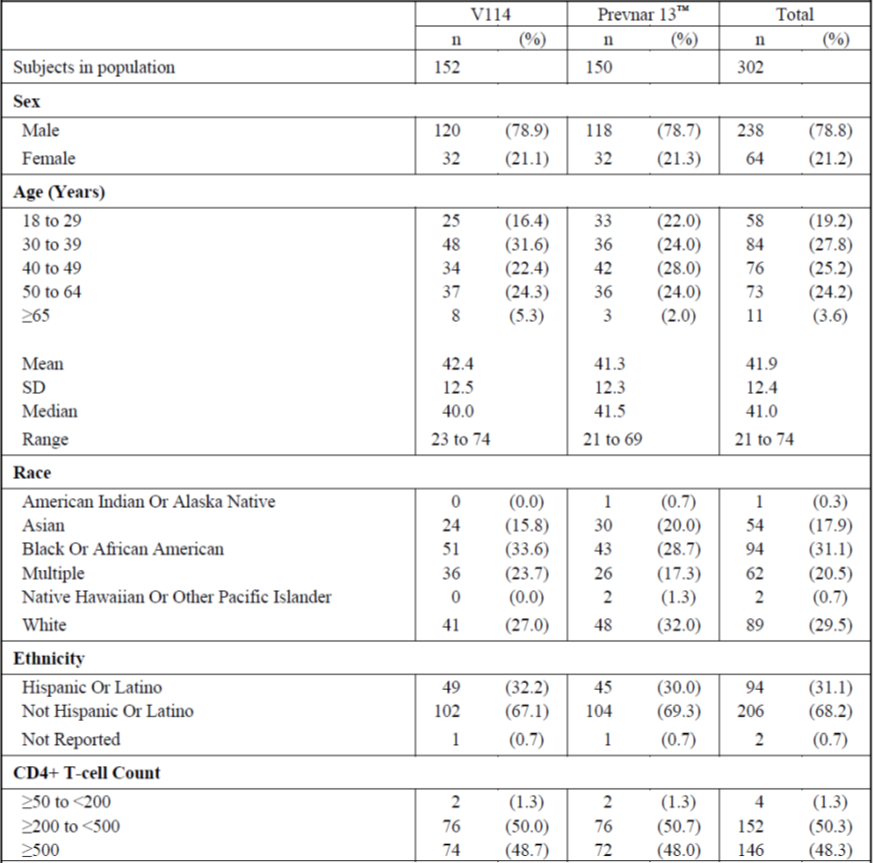 V114 Prevnar 13™ Total
n (%) n (%) n (%)
Subjects in population 152 150 302
Sex
Male 120 (78.9) 118 (78.7) 238 (78.8)
Female 32 (21.1) 32 (21.3) 64 (21.2)
Age (Years)
18 to 29 25 (16.4) 33 (22.0) 58 (19.2)
30 to 39 48 (31.6) 36 (24.0) 84 (27.8)
40 to 49 34 (22.4) 42 (28.0) 76 (25.2)
50 to 64 37 (24.3) 36 (24.0) 73 (24.2)
≥65 8 (5.3) 3 (2.0) 11 (3.6)
Mean 42.4 41.3 41.9
SD 12.5 12.3 12.4
Median 40.0 41.5 41.0
Range 23 to 74 21 to 69 21 to 74
Race
American Indian Or Alaska Native 0 (0.0) 1 (0.7) 1 (0.3)
Asian 24 (15.8) 30 (20.0) 54 (17.9)
Black Or African American 51 (33.6) 43 (28.7) 94 (31.1)
Multiple 36 (23.7) 26 (17.3) 62 (20.5)
Native Hawaiian Or Other Pacific Islander 0 (0.0) 2 (1.3) 2 (0.7)
White 41 (27.0) 48 (32.0) 89 (29.5)
Ethnicity
Hispanic Or Latino 49 (32.2) 45 (30.0) 94 (31.1)
Not Hispanic Or Latino 102 (67.1) 104 (69.3) 206 (68.2)
Not Reported 1 (0.7) 1 (0.7) 2 (0.7)
CD4+ T-cell Count
≥50 to <200 2 (1.3) 2 (1.3) 4 (1.3)
≥200 to <500 76 (50.0) 76 (50.7) 152 (50.3)
≥500 74 (48.7) 72 (48.0) 146 (48.3)